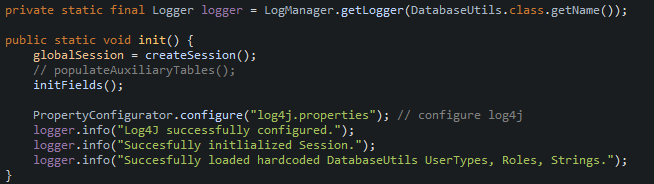 private static final Logger logger = LogManager.getLogger(DatabaseUtils.class.getName());
public static void init() {
globalSession = createSession();
// populateAuxiliaryTables();
initFields();
PropertyConfigurator.configure("log4j.properties"); // configure log4j
logger.info("Log4J successfully configured.");
logger.info("Succesfully initlialized Session.");
logger.info("Succesfully loaded hardcoded DatabaseUtils UserTypes, Roles, Strings.");
}